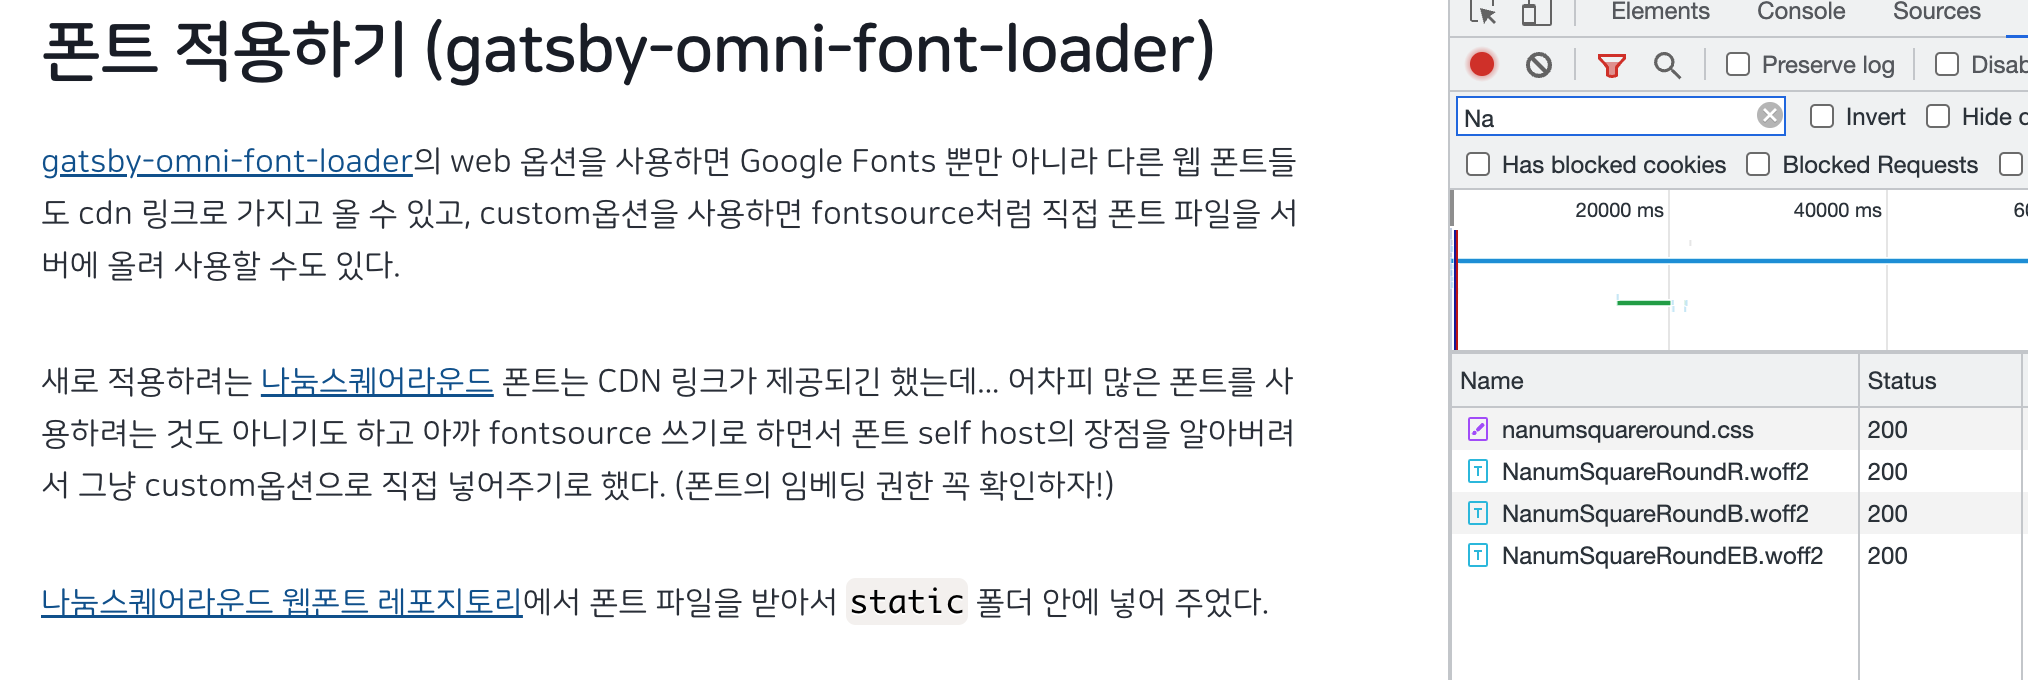 폰트 적용하기 (gatsby-omni-font-loader)
gatsby-omni-font-loader의 web 옵션을 사용하면 Google Fonts 뿐만 아니라 다른 웹 폰트들
도 cdn 링크로 가지고 올 수 있고, custom옵션을 사용하면 fontsource처럼 직접 폰트 파일을 서
버에 올려 사용할 수도 있다.
새로 적용하려는 나눔스퀘어라운드 폰트는 CDN 링크가 제공되긴 했는데... 어차피 많은 폰트를 사
용하려는 것도 아니기도 하고 아까 fontsource 쓰기로 하면서 폰트 self host의 장점을 알아버려
서 그냥 custom옵션으로 직접 넣어주기로 했다. (폰트의 임베딩 권한 꼭 확인하자!)
나눔스퀘어라운드 웹폰트 레포지토리에서 폰트 파일을 받아서 static 폴더 안에 넣어 주었다.
Elements Console Sources
Preserve log Disab
Na Invert Hide
Has blocked cookies Blocked Requests
20000 ms 40000 ms
Name Status
nanumsquareround.css 200
NanumSquareRoundR.woff2 200
NanumSquareRoundB.woff2 200
NanumSquareRoundEB.woff2 200